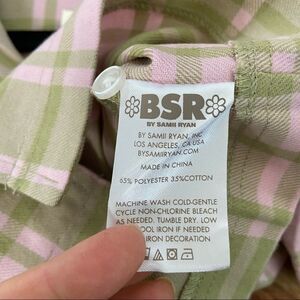 BSR
BY SAMII RYAN
BY SAMII RYAN, INC
LOS ANGELES, CA USA
BYSAMIIRYAN.COM
MADE IN CHINA
65% POLYESTER 35%COTTON
MACHINE WASH COLD-GENTLE
CYCLE NON-CHLORINE BLEACH
AS NEEDED. TUMBLE DRY. LOW
COOL IRON IF NEEDED
IRON DECORATION